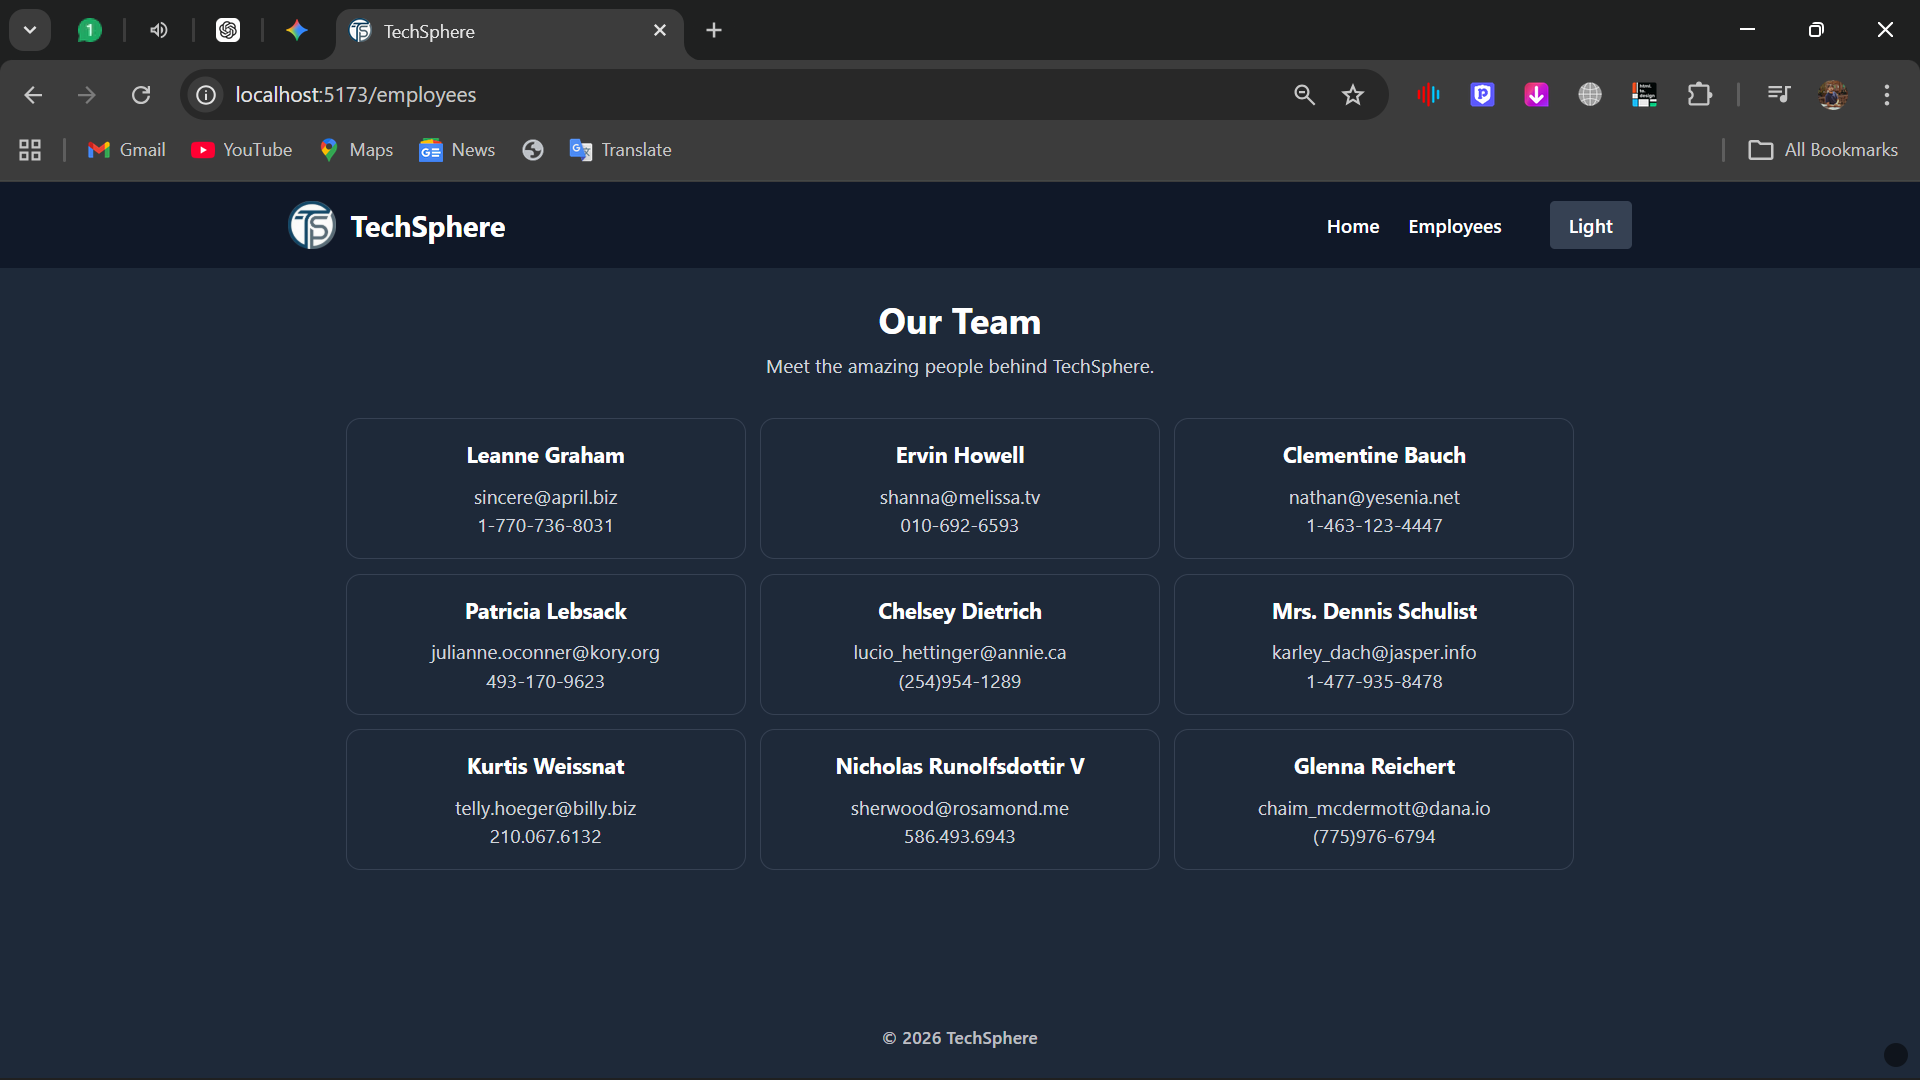 1
TechSphere
localhost:5173/employees
Gmail
YouTube
Maps
News
Translate
All Bookmarks
TechSphere
Home
Employees
Light
Our Team
Meet the amazing people behind TechSphere.
Leanne Graham
sincere@april.biz
1-770-736-8031
Ervin Howell
shanna@melissa.tv
010-692-6593
Clementine Bauch
nathan@yesenia.net
1-463-123-4447
Patricia Lebsack
julianne.oconner@kory.org
493-170-9623
Chelsey Dietrich
lucio_hettinger@annie.ca
(254)954-1289
Mrs. Dennis Schulist
karley_dach@jasper.info
1-477-935-8478
Kurtis Weissnat
telly.hoeger@billy.biz
210.067.6132
Nicholas Runolfsdottir V
sherwood@rosamond.me
586.493.6943
Glenna Reichert
chaim_mcdermott@dana.io
(775)976-6794
© 2026 TechSphere